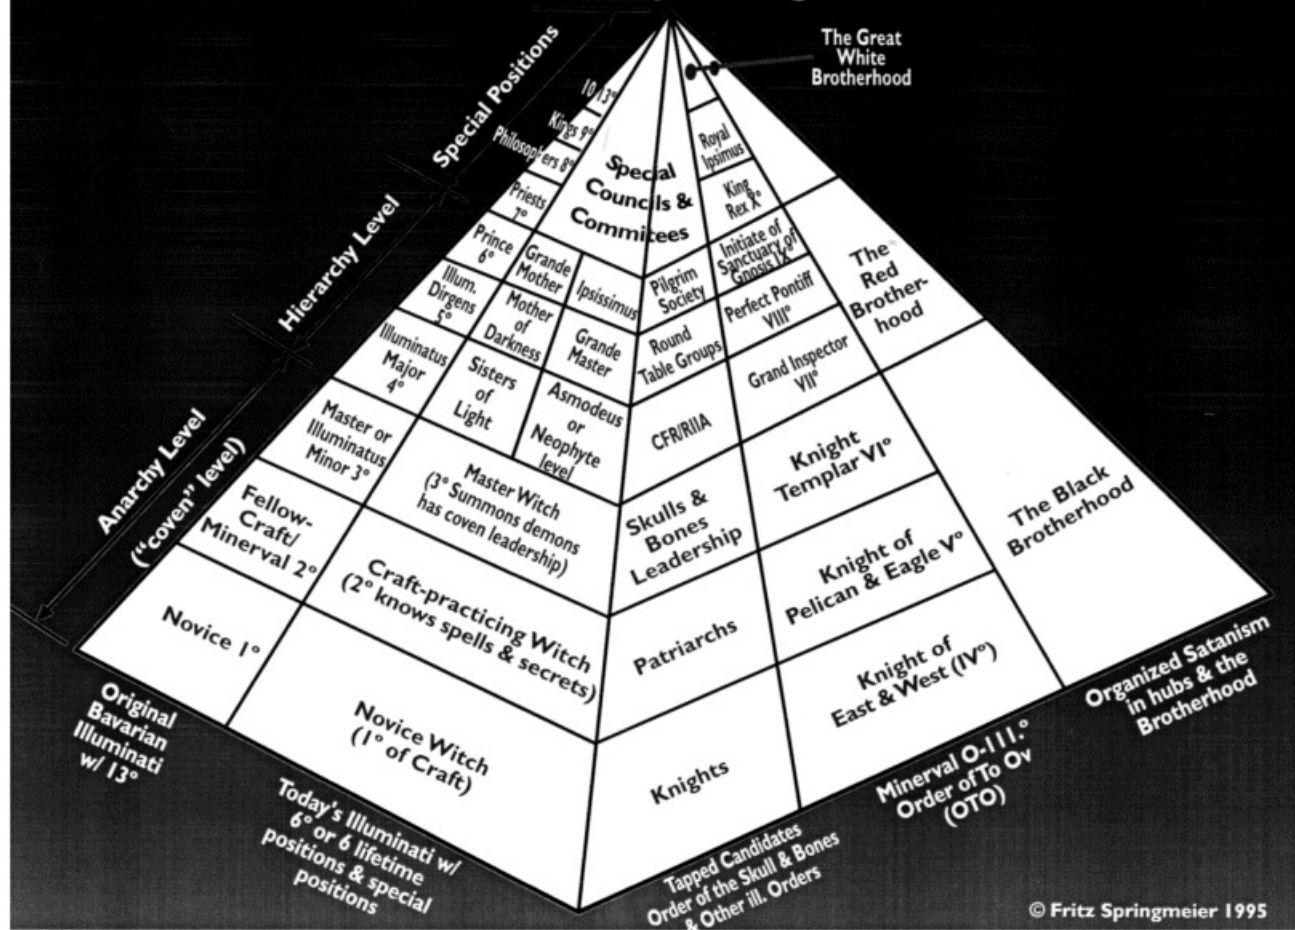 The Great
White
Brotherhood
Special Positions
Hierarchy Level
Anarchy Level
("coven" level)
10 13°
Kings 9°
Philosophers 8°
Priests
7°
Prince
6°
Illum.
Dirgens
5°
Illuminatus
Major
4°
Master or
Illuminatus
Minor 3°
Fellow-
Craft/
Minerval 2°
Novice 1°
Original
Bavarian
Illuminati
w/ 13°
Special
Councils &
Commitees
Grande
Mother
Ipsissimus
Mother
of
Darkness
Grande
Master
Sisters
of
Light
Asmodeus
or
Neophyte
level
Master Witch
(3° Summons demons
has coven leadership)
Craft-practicing Witch
(2° knows spells & secrets)
Novice Witch
(1° of Craft)
Today's Illuminati w/
6° or 6 lifetime
positions & special
positions
Pilgrim
Society
Round
Table Groups
CFR/RIIA
Skulls &
Bones
Leadership
Patriarchs
Knights
Tapped Candidates
Order of the Skull & Bones
& Other ill. Orders
Royal
Ipsimus
King
Rex X°
Initiate of
Sanctuary of
Gnosis IX°
Perfect Pontiff
VIII°
Grand Inspector
VII°
Knight
Templar VI°
Knight of
Pelican & Eagle V°
Knight of
East & West (IV°)
Minerval O-111.°
Order of To Ov
(OTO)
The
Red
Brother-
hood
The Black
Brotherhood
Organized Satanism
in hubs & the
Brotherhood
© Fritz Springmeier 1995